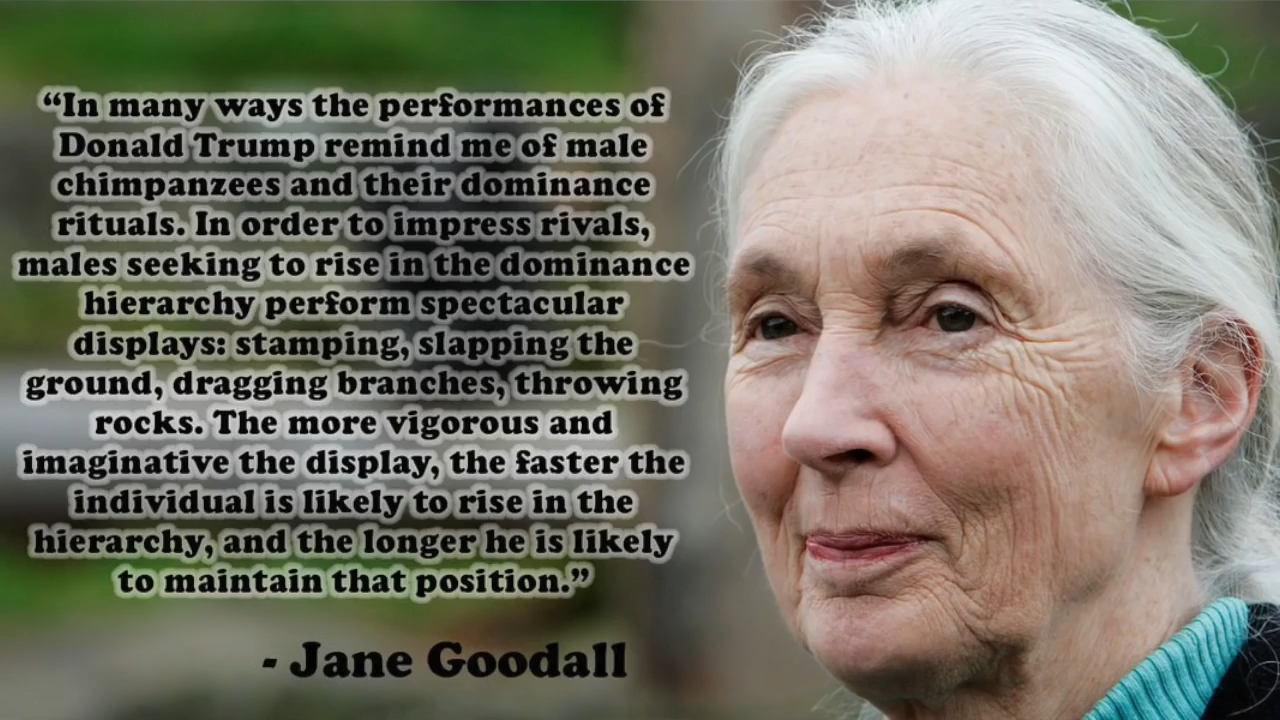 “In many ways the performances of
Donald Trump remind me of male
chimpanzees and their dominance
rituals. In order to impress rivals,
males seeking to rise in the dominance
hierarchy perform spectacular
displays: stamping, slapping the
ground, dragging branches, throwing
rocks. The more vigorous and
imaginative the display, the faster the
individual is likely to rise in the
hierarchy, and the longer he is likely
to maintain that position.”
- Jane Goodall